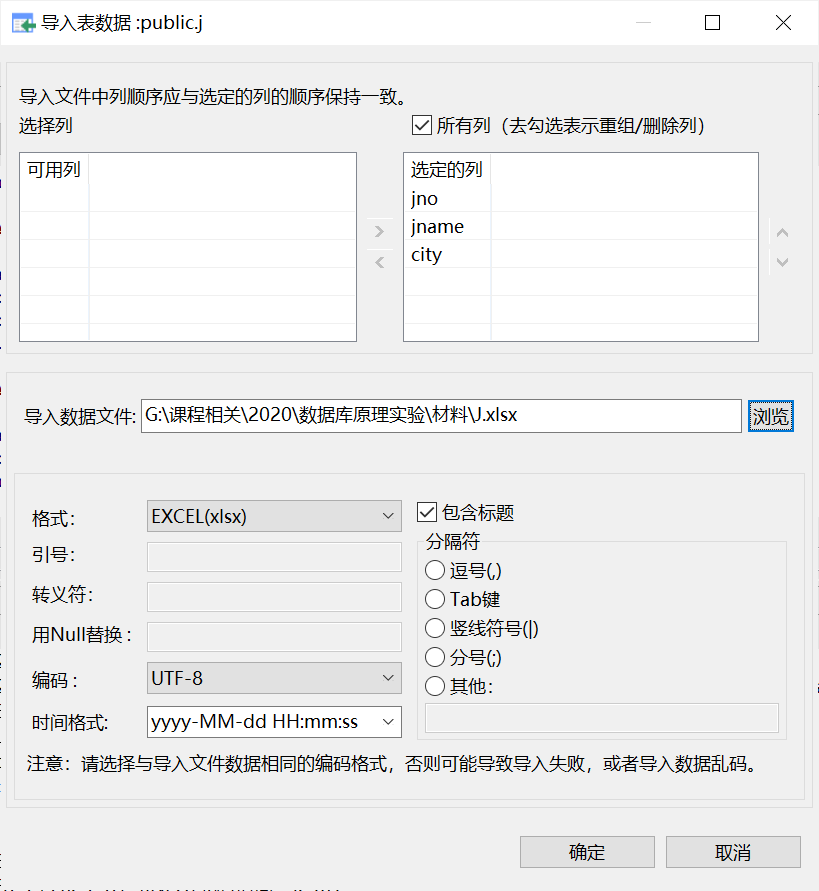 导入表数据 :public.j
导入文件中列顺序应与选定的列的顺序保持一致。
选择列
所有列（去勾选表示重组/删除列）
可用列
选定的列
jno
jname
city
导入数据文件: G:\课程相关\2020\数据库原理实验\材料\J.xlsx 浏览
格式： EXCEL(xlsx)
包含标题
引号：
转义符：
用Null替换：
编码： UTF-8
时间格式: yyyy-MM-dd HH:mm:ss
分隔符
逗号(,)
Tab键
竖线符号(|)
分号(;)
其他：
注意：请选择与导入文件数据相同的编码格式，否则可能导致导入失败，或者导入数据乱码。
确定 取消